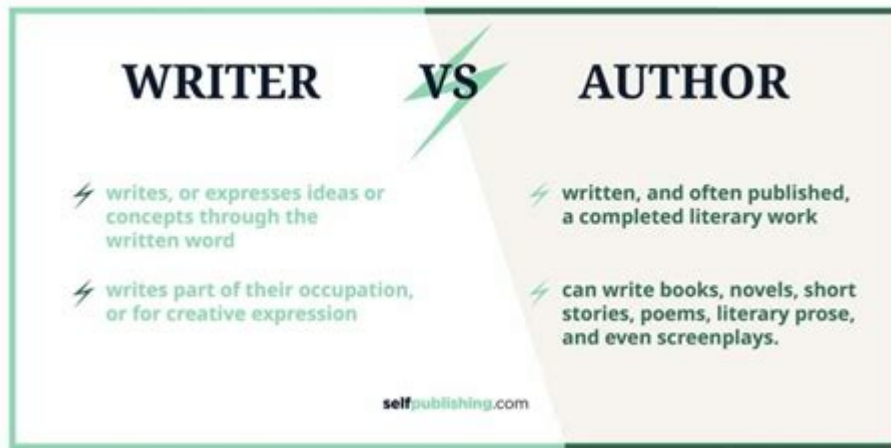 WRITER VS AUTHOR
writes, or expresses ideas or
concepts through the
written word
writes part of their occupation,
or for creative expression
written, and often published,
a completed literary work
can write books, novels, short
stories, poems, literary prose,
and even screenplays.
selfpublishing.com